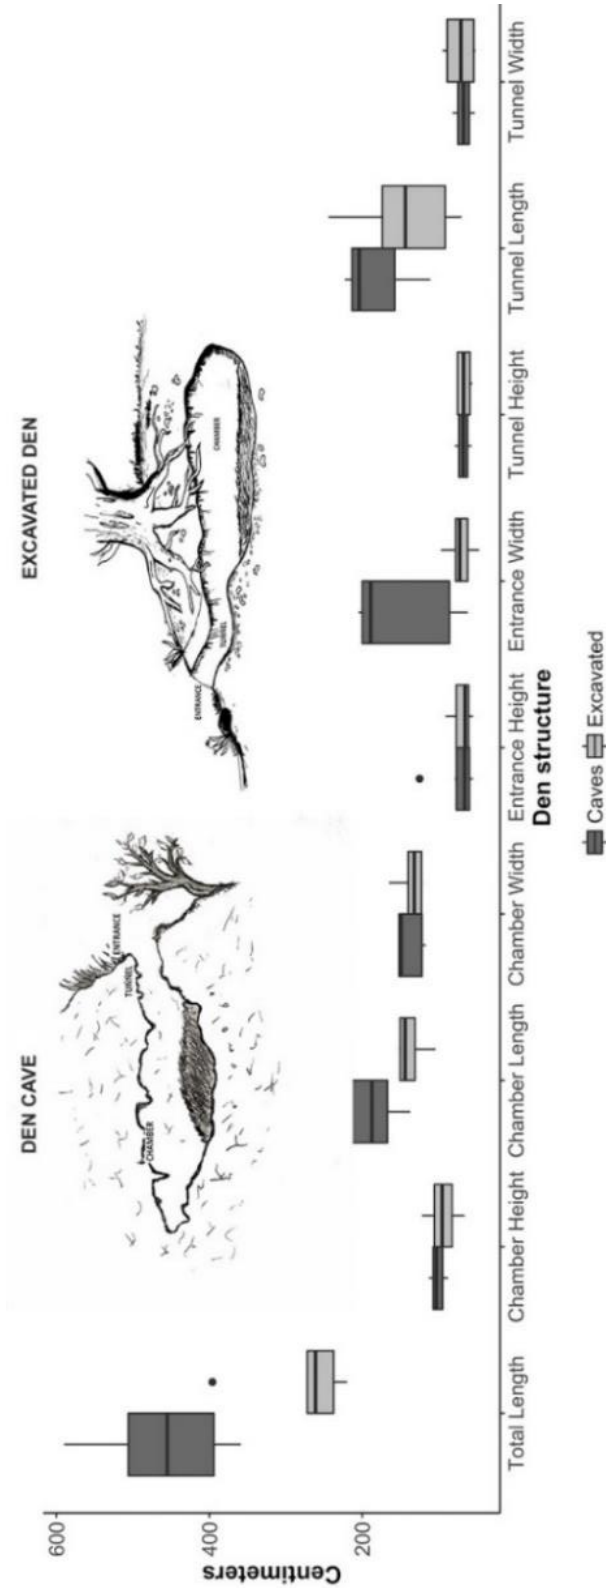 DEN CAVE
EXCAVATED DEN
ENTRANCE
TUNNEL
CHAMBER
ENTRANCE
TUNNEL
CHAMBER
Centimeters
600
400
200
Total Length
Chamber Height
Chamber Length
Chamber Width
Entrance Height
Entrance Width
Tunnel Height
Tunnel Length
Tunnel Width
Den structure
Caves
Excavated